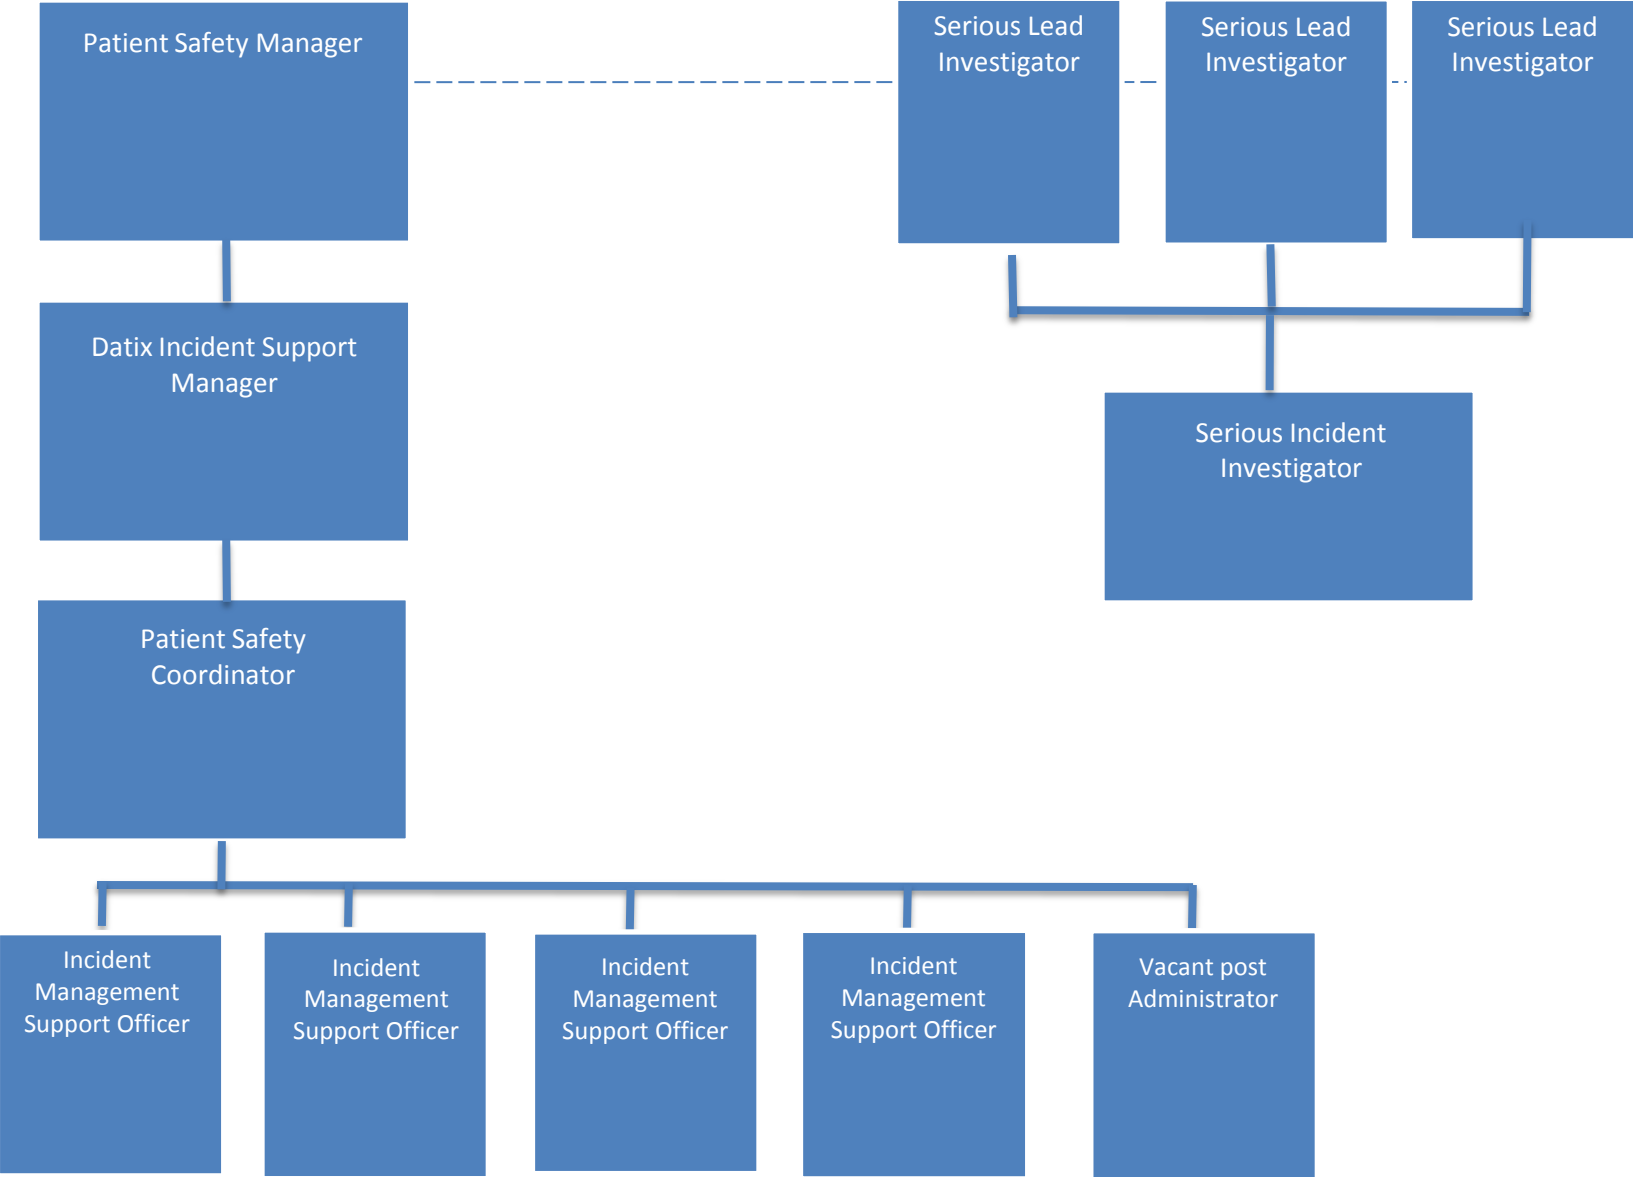 Patient Safety Manager
Serious Lead
Investigator
Serious Lead
Investigator
Serious Lead
Investigator
Datix Incident Support
Manager
Serious Incident
Investigator
Patient Safety
Coordinator
Incident
Management
Support Officer
Incident
Management
Support Officer
Incident
Management
Support Officer
Incident
Management
Support Officer
Vacant post
Administrator